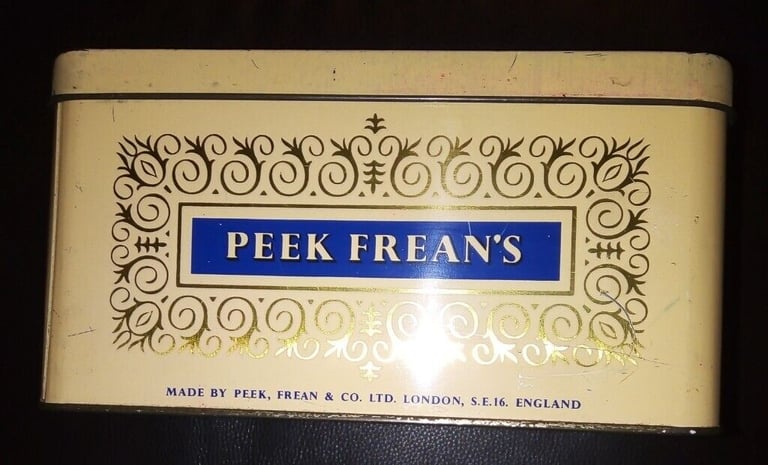 PEEK FREAN'S
MADE BY PEEK, FREAN & CO. LTD. LONDON, S.E.16. ENGLAND